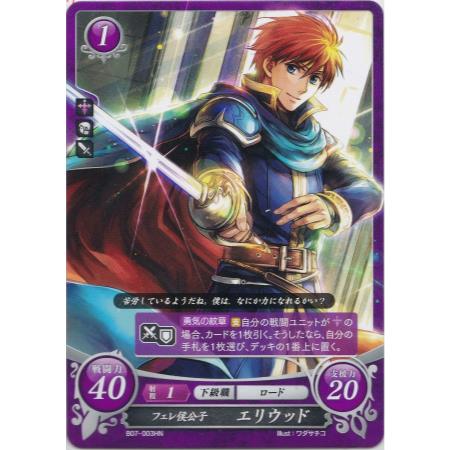 1
苦労しているようだね。僕は、なにか力になれるかい?
勇気の紋章 支 自分の戦闘ユニットが
の場合、カードを1枚引く。そうしたなら、自分の
手札を1枚選び、デッキの1番上に置く。
戦闘力
40
射程 1
下級職
ロード
支援力
20
フェレ侯公子 エリウッド
B07-003HN
Illust:ワダサチコ